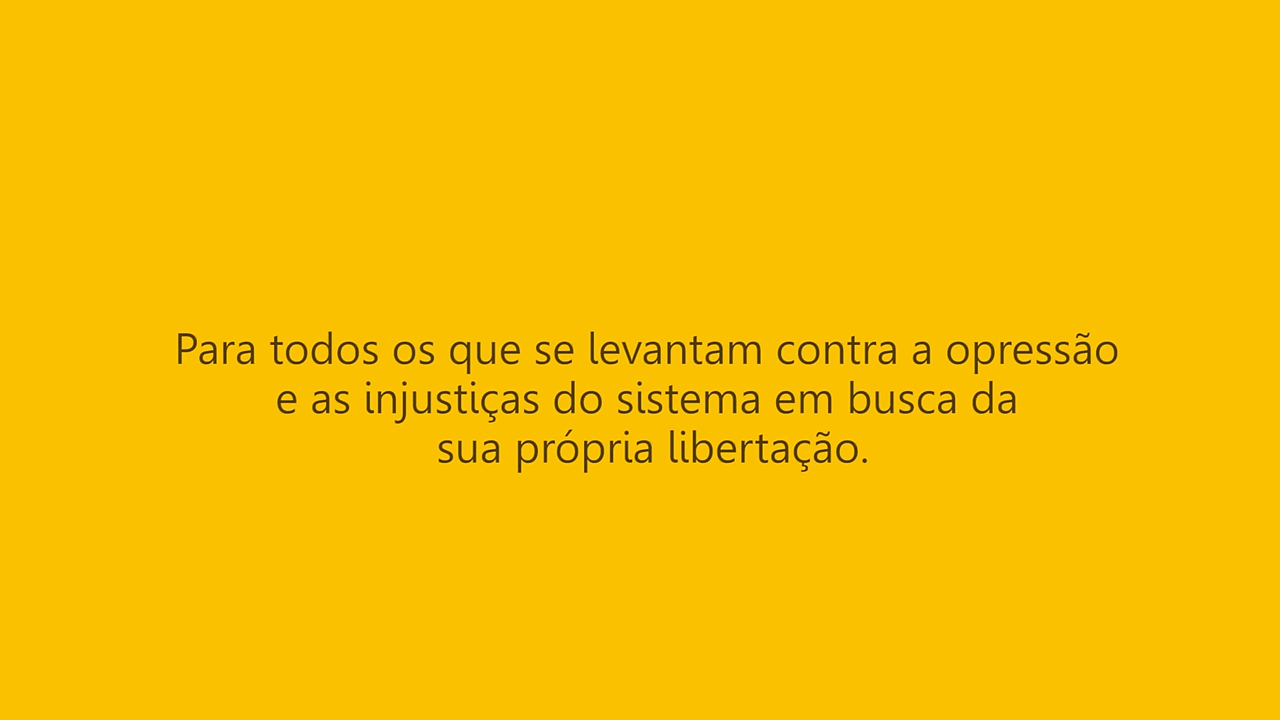 Para todos os que se levantam contra a opressão
e as injustiças do sistema em busca da
sua própria libertação.